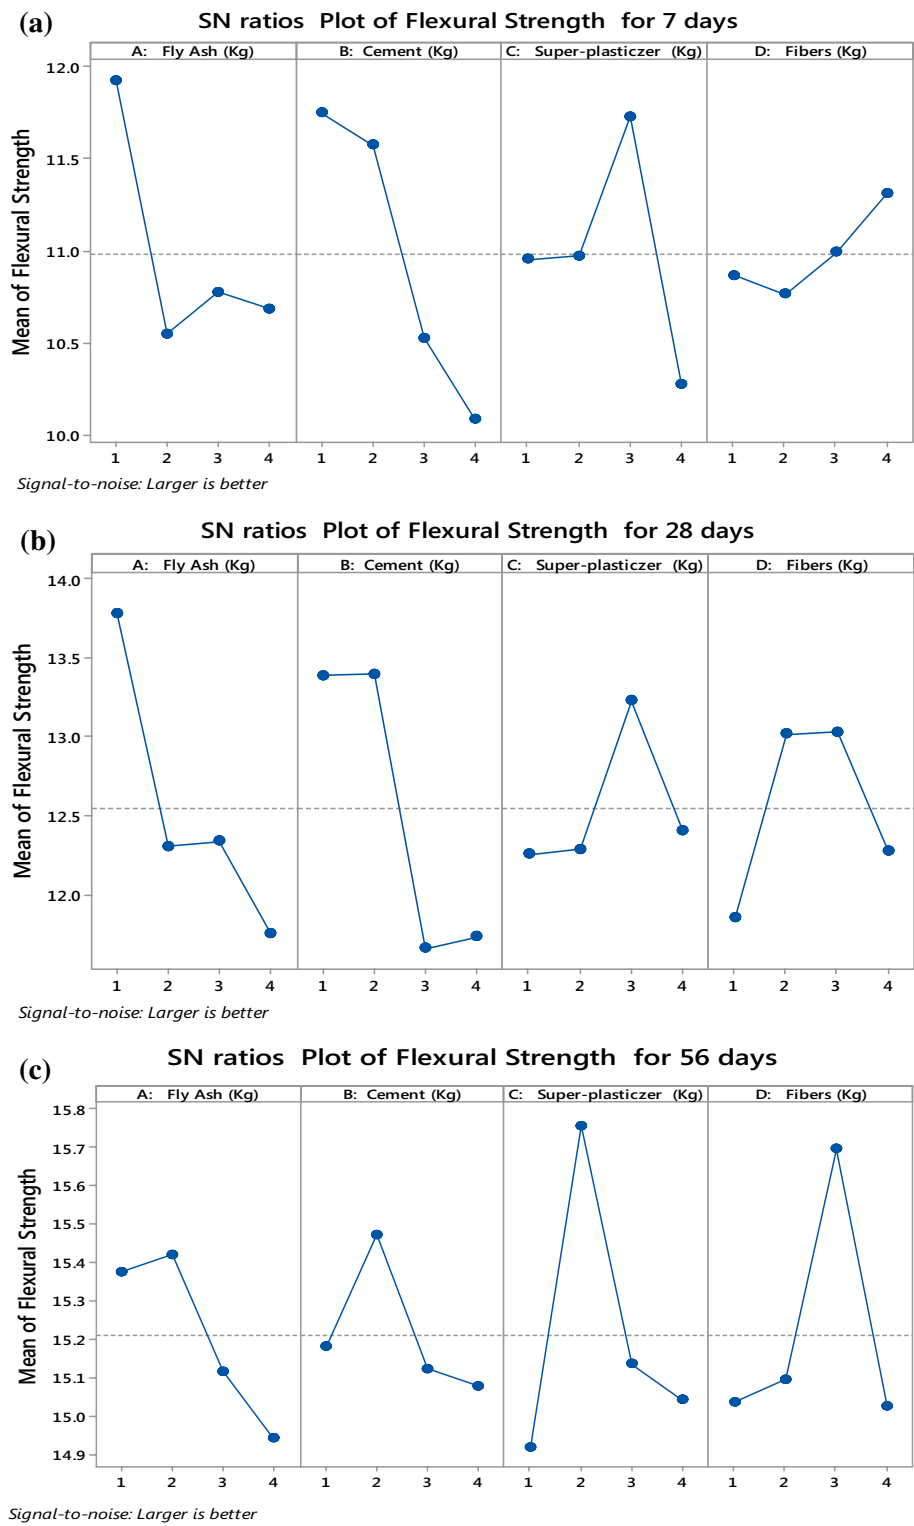 (a)
SN ratios Plot of Flexural Strength for 7 days
A: Fly Ash (Kg) B: Cement (Kg) C: Super-plasticzer (Kg) D: Fibers (Kg)
Mean of Flexural Strength
12.0
11.5
11.0
10.5
10.0
1 2 3 4 1 2 3 4 1 2 3 4 1 2 3 4
Signal-to-noise: Larger is better
(b)
SN ratios Plot of Flexural Strength for 28 days
A: Fly Ash (Kg) B: Cement (Kg) C: Super-plasticzer (Kg) D: Fibers (Kg)
Mean of Flexural Strength
14.0
13.5
13.0
12.5
12.0
1 2 3 4 1 2 3 4 1 2 3 4 1 2 3 4
Signal-to-noise: Larger is better
(c)
SN ratios Plot of Flexural Strength for 56 days
A: Fly Ash (Kg) B: Cement (Kg) C: Super-plasticzer (Kg) D: Fibers (Kg)
Mean of Flexural Strength
15.8
15.7
15.6
15.5
15.4
15.3
15.2
15.1
15.0
14.9
1 2 3 4 1 2 3 4 1 2 3 4 1 2 3 4
Signal-to-noise: Larger is better